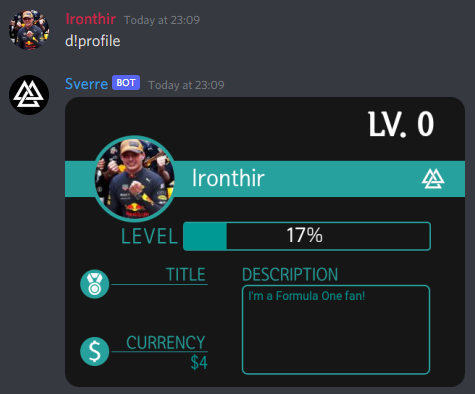 Ironthir Today at 23:09
d!profile
Sverre BOT Today at 23:09
LV. 0
Ironthir
LEVEL 17%
TITLE
DESCRIPTION
I'm a Formula One fan!
CURRENCY
$
$4